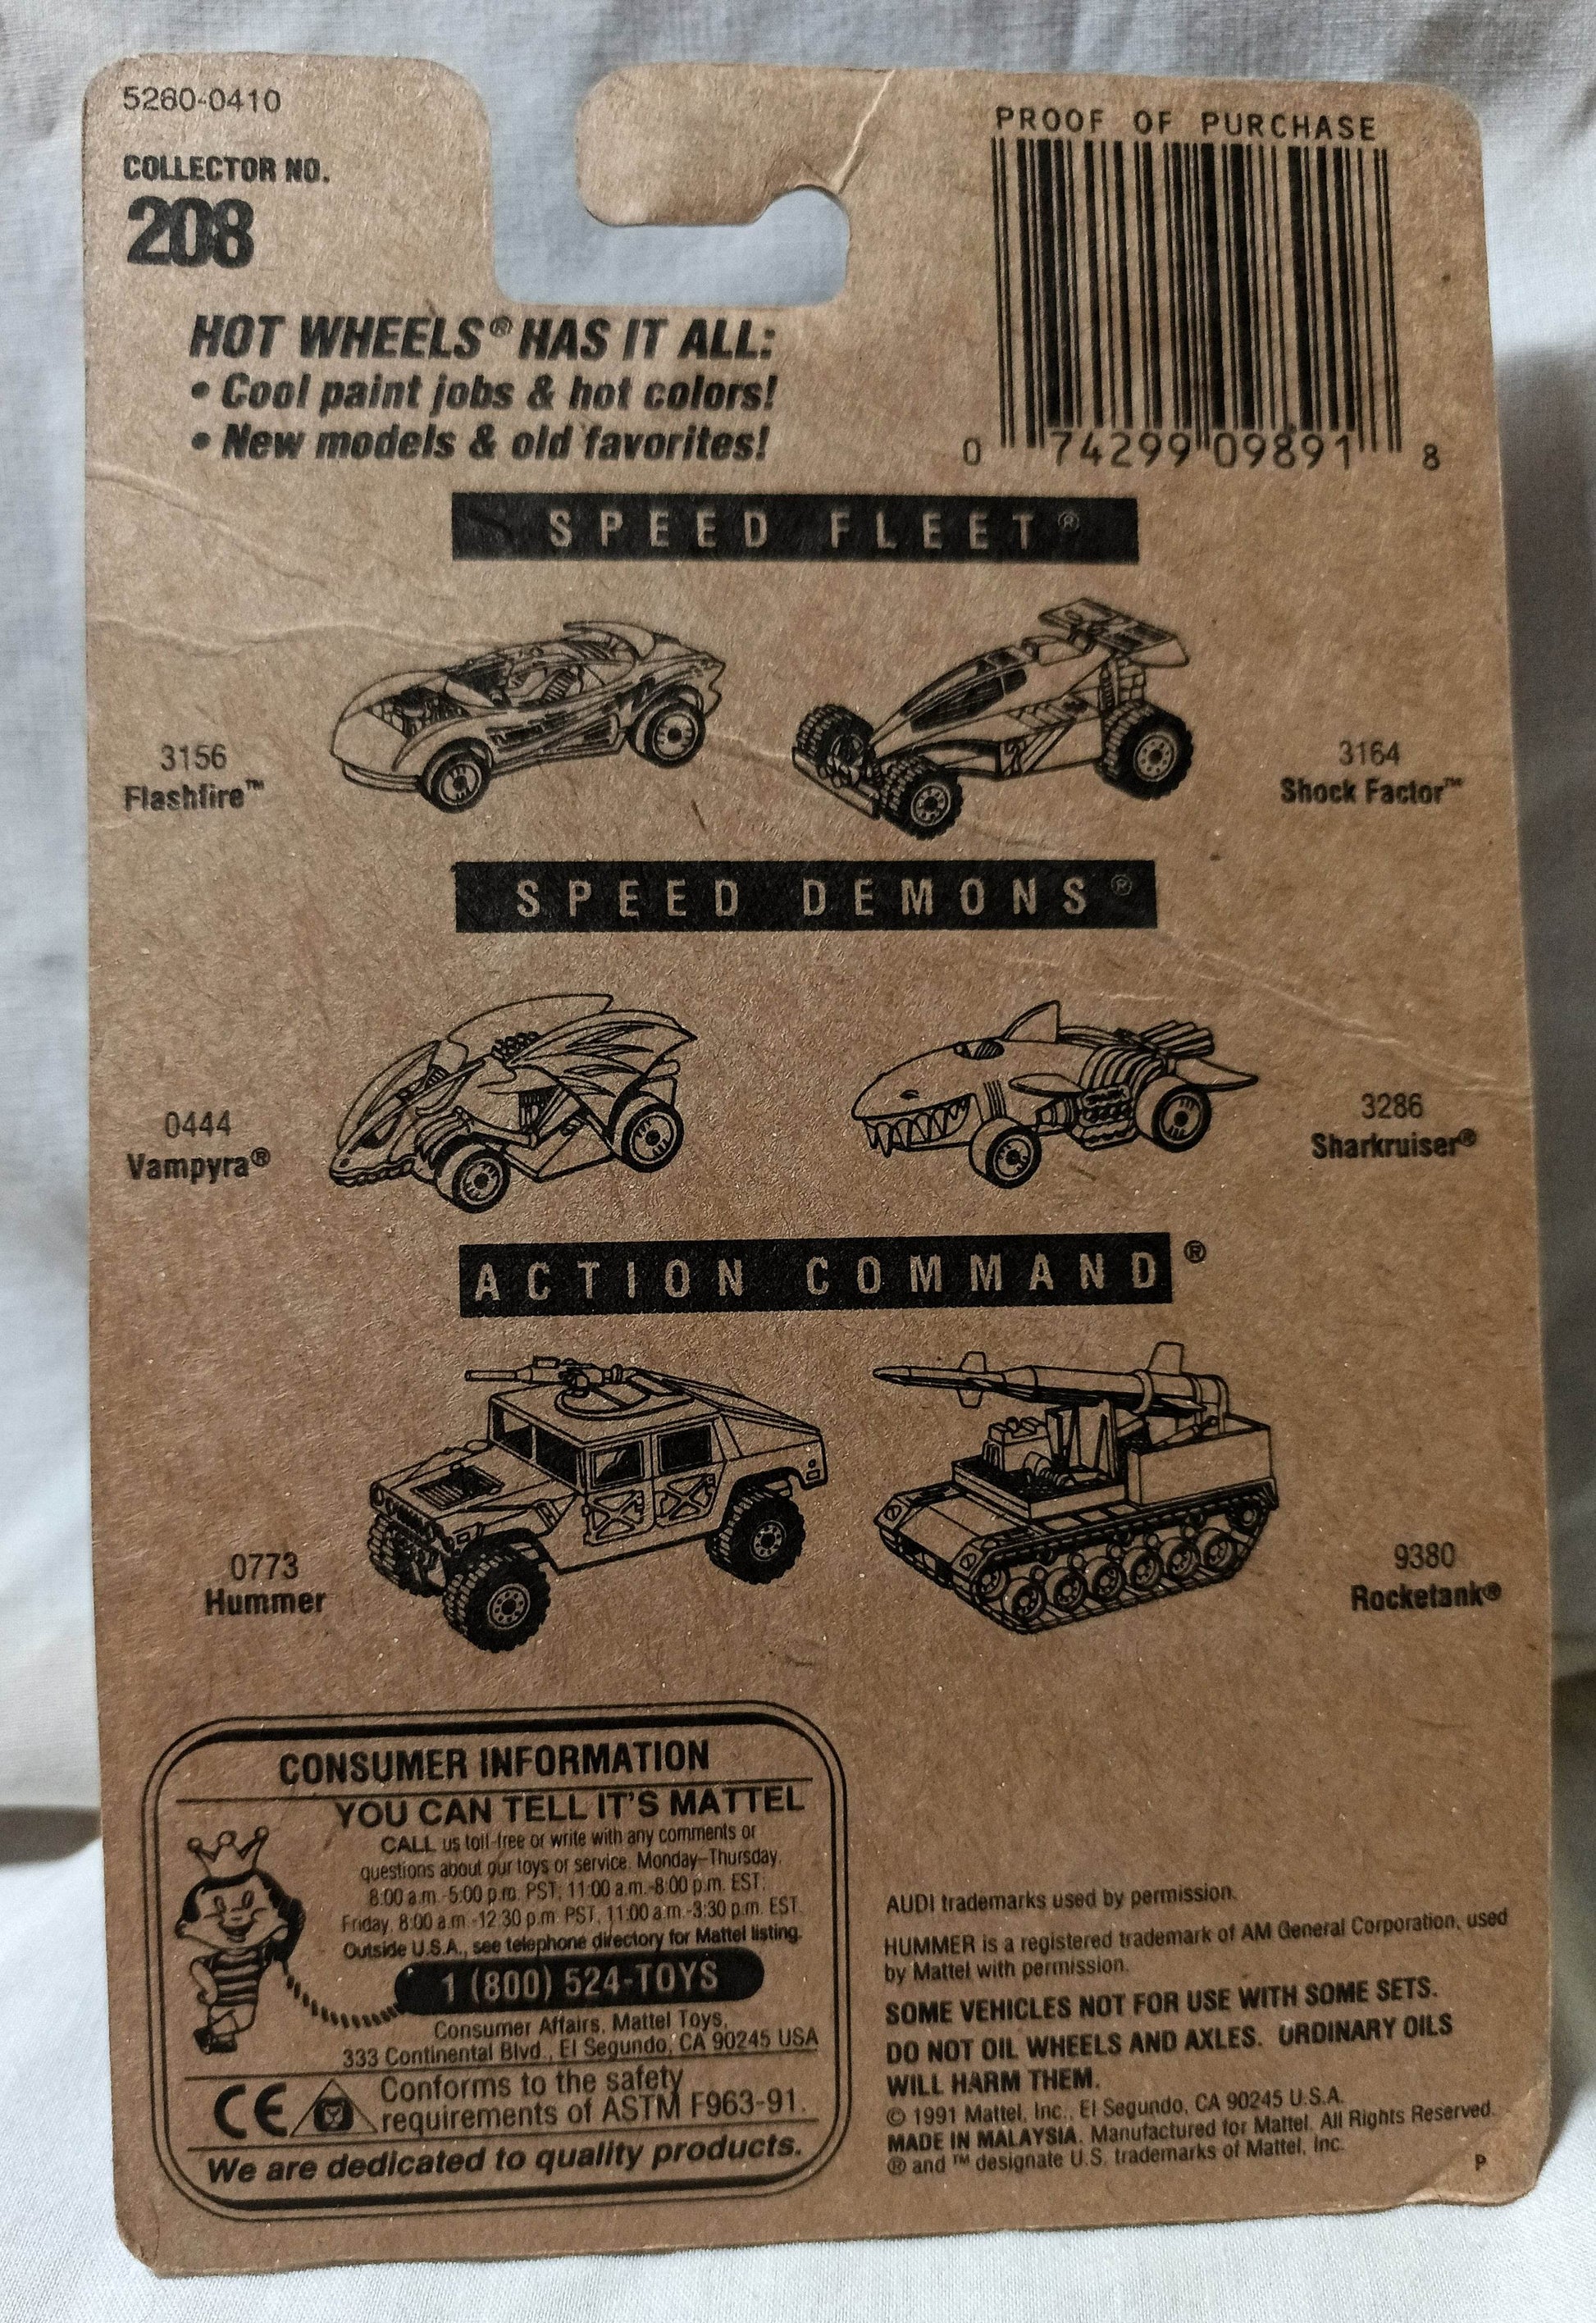 5260-0410
COLLECTOR NO.
208
PROOF OF PURCHASE
0 74299 09891 8
HOT WHEELS® HAS IT ALL:
• Cool paint jobs & hot colors!
• New models & old favorites!
SPEED FLEET®
3156
Flashfire™
3164
Shock Factor™
SPEED DEMONS®
0444
Vampyra®
3286
Sharkruiser®
ACTION COMMAND®
0773
Hummer
9380
Rocketank®
CONSUMER INFORMATION
YOU CAN TELL IT'S MATTEL
CALL us toll-free or write with any comments or
questions about our toys or service. Monday–Thursday,
8:00 a.m.-5:00 p.m. PST, 11:00 a.m.-8:00 p.m. EST;
Friday, 8:00 a.m.-12:30 p.m. PST, 11:00 a.m.-3:30 p.m. EST.
Outside U.S.A., see telephone directory for Mattel listing.
1 (800) 524-TOYS
Consumer Affairs, Mattel Toys,
333 Continental Blvd., El Segundo, CA 90245 USA
CE Conforms to the safety
requirements of ASTM F963-91.
We are dedicated to quality products.
AUDI trademarks used by permission.
HUMMER is a registered trademark of AM General Corporation, used
by Mattel with permission.
SOME VEHICLES NOT FOR USE WITH SOME SETS.
DO NOT OIL WHEELS AND AXLES. ORDINARY OILS
WILL HARM THEM.
© 1991 Mattel, Inc., El Segundo, CA 90245 U.S.A.
MADE IN MALAYSIA. Manufactured for Mattel. All Rights Reserved.
® and ™ designate U.S. trademarks of Mattel, Inc.
P